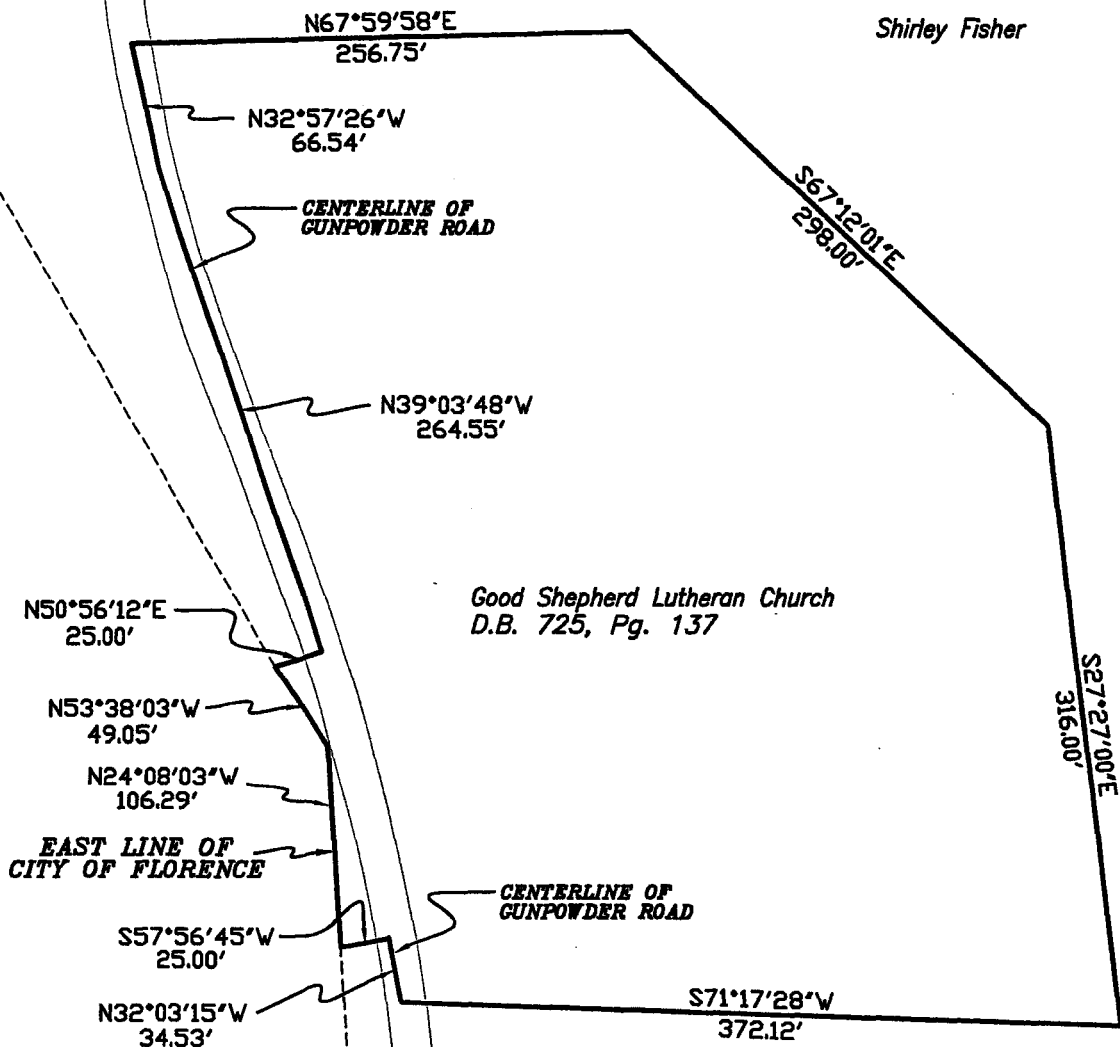 N67°59'58"E
256.75'
Shirley Fisher
N32°57'26"W
66.54'
S67°12'01"E
298.00'
CENTERLINE OF
GUNPOWDER ROAD
N39°03'48"W
264.55'
N50°56'12"E
25.00'
Good Shepherd Lutheran Church
D.B. 725, Pg. 137
N53°38'03"W
49.05'
S27°27'00"E
316.00'
N24°08'03"W
106.29'
EAST LINE OF
CITY OF FLORENCE
CENTERLINE OF
GUNPOWDER ROAD
S57°56'45"W
25.00'
N32°03'15"W
34.53'
S71°17'28"W
372.12'